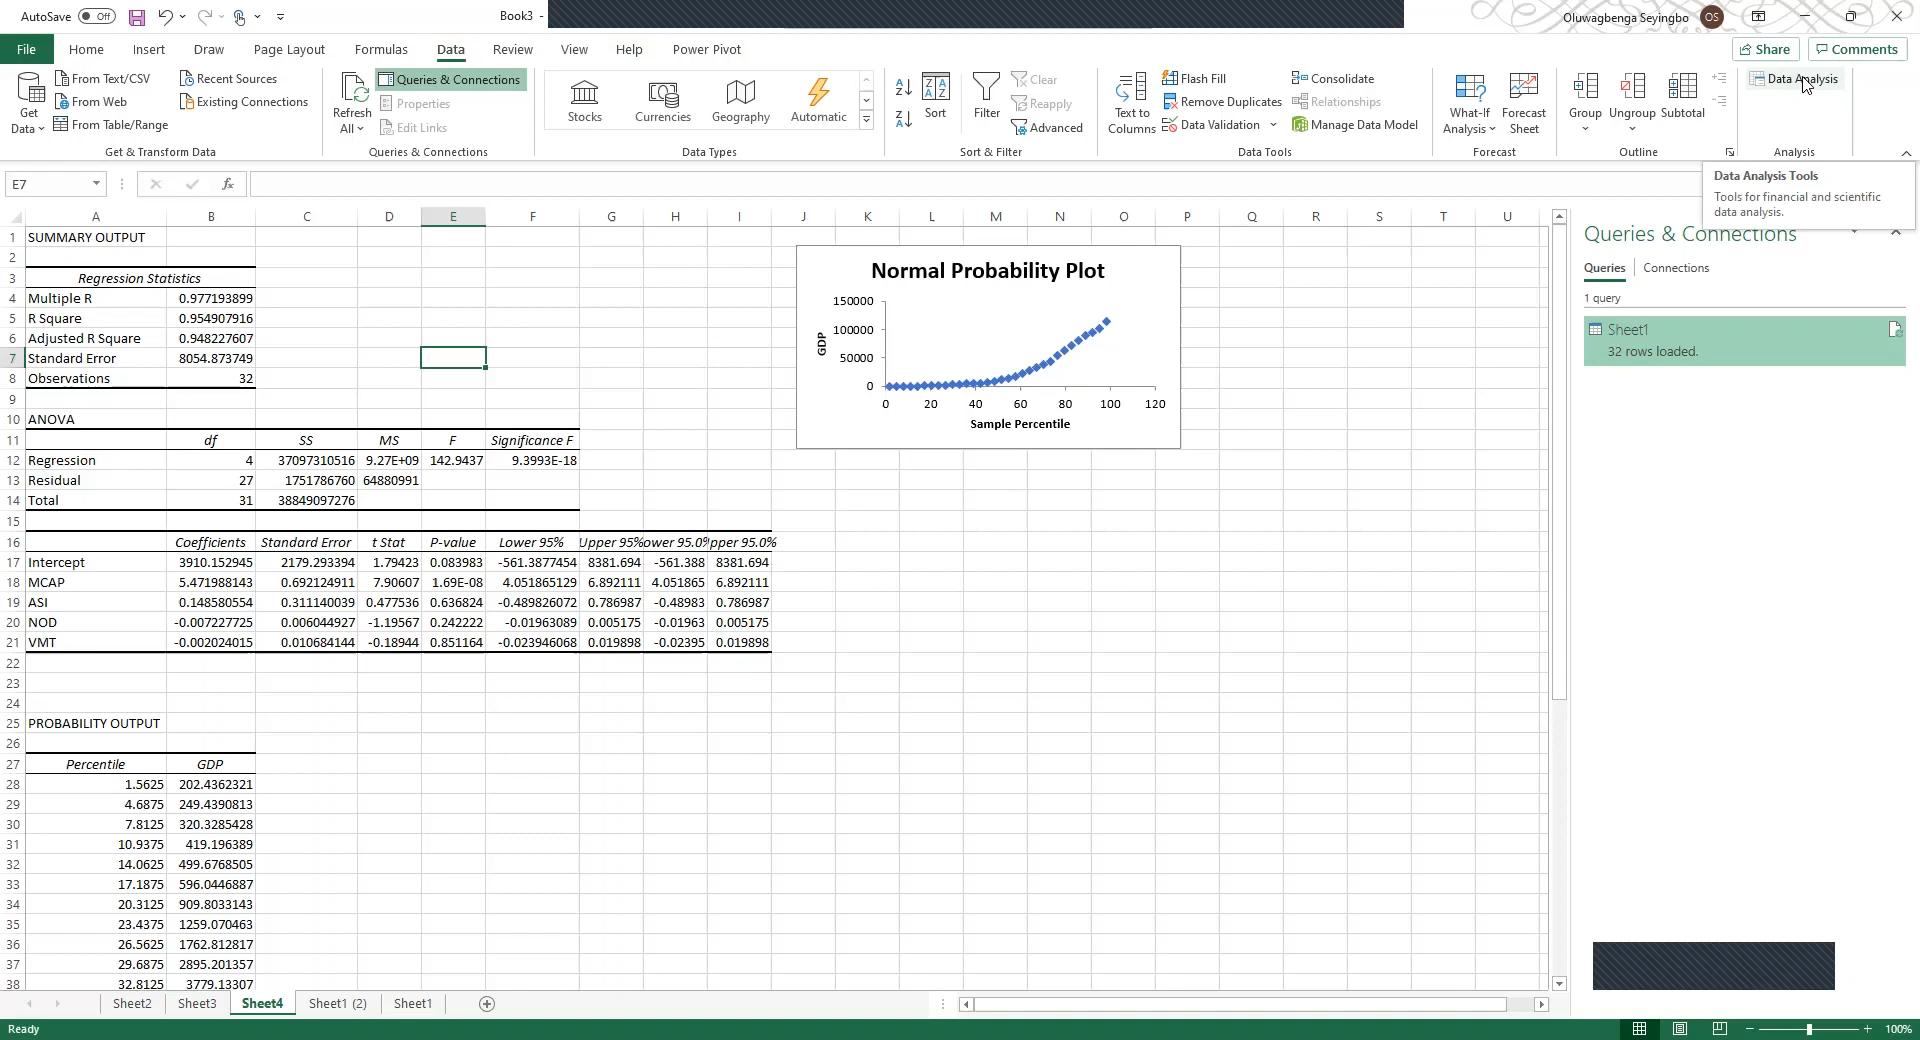 AutoSave Off Book3 - Oluwagbenga Seyingbo OS
File Home Insert Draw Page Layout Formulas Data Review View Help Power Pivot Share Comments
Get Data
From Text/CSV
From Web
From Table/Range
Recent Sources
Existing Connections
Get & Transform Data
Refresh All
Queries & Connections
Properties
Edit Links
Queries & Connections
Stocks Currencies Geography Automatic
Data Types
Sort
Filter
Clear
Reapply
Advanced
Sort & Filter
Text to Columns
Flash Fill
Remove Duplicates
Data Validation
Consolidate
Relationships
Manage Data Model
Data Tools
What-If Analysis
Forecast Sheet
Forecast
Group Ungroup Subtotal
Outline
Data Analysis
Analysis
Data Analysis Tools
Tools for financial and scientific
data analysis.
E7 fx
A B C D E F G H I J K L M N O P Q R S T U
1 SUMMARY OUTPUT
2
3 Regression Statistics
4 Multiple R 0.977193899
5 R Square 0.954907916
6 Adjusted R Square 0.948227607
7 Standard Error 8054.873749
8 Observations 32
9
10 ANOVA
11 df SS MS F Significance F
12 Regression 4 37097310516 9.27E+09 142.9437 9.3993E-18
13 Residual 27 1751786760 64880991
14 Total 31 38849097276
15
16 Coefficients Standard Error t Stat P-value Lower 95% Upper 95% ower 95.0% pper 95.0%
17 Intercept 3910.152945 2179.293394 1.79423 0.083983 -561.3877454 8381.694 -561.388 8381.694
18 MCAP 5.471988143 0.692124911 7.90607 1.69E-08 4.051865129 6.892111 4.051865 6.892111
19 ASI 0.148580554 0.311140039 0.477536 0.636824 -0.489826072 0.786987 -0.48983 0.786987
20 NOD -0.007227725 0.006044927 -1.19567 0.242222 -0.01963089 0.005175 -0.01963 0.005175
21 VMT -0.002024015 0.010684144 -0.18944 0.851164 -0.023946068 0.019898 -0.02395 0.019898
22
23
24
25 PROBABILITY OUTPUT
26
27 Percentile GDP
28 1.5625 202.4362321
29 4.6875 249.4390813
30 7.8125 320.3285428
31 10.9375 419.196389
32 14.0625 499.6768505
33 17.1875 596.0446887
34 20.3125 909.8033143
35 23.4375 1259.070463
36 26.5625 1762.812817
37 29.6875 2895.201357
38 32.8125 3779.13307
Normal Probability Plot
150000
100000
50000
0
GDP
0 20 40 60 80 100 120
Sample Percentile
Queries & Connections
Queries Connections
1 query
Sheet1
32 rows loaded.
Sheet2 Sheet3 Sheet4 Sheet1 (2) Sheet1
Ready 100%